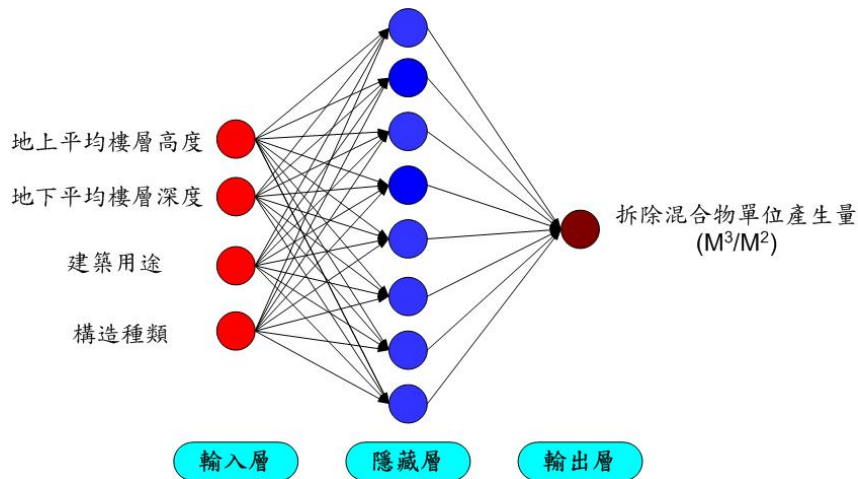 地上平均樓層高度
地下平均樓層深度
建築用途
構造種類
拆除混合物單位產生量
(M³/M²)
輸入層
隱藏層
輸出層